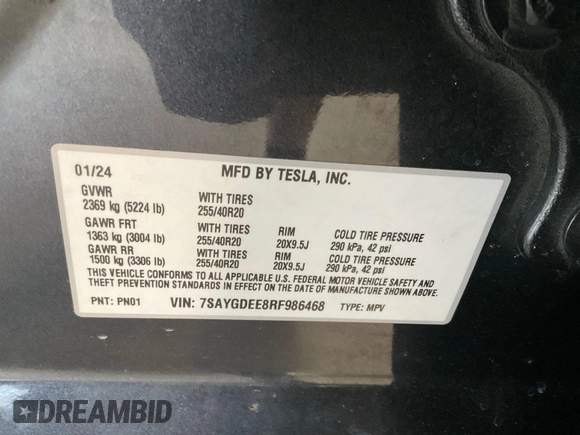 01/24 MFD BY TESLA, INC.
GVWR WITH TIRES
2369 kg (5224 lb) 255/40R20
GAWR FRT WITH TIRES RIM COLD TIRE PRESSURE
1363 kg (3004 lb) 255/40R20 20X9.5J 290 kPa, 42 psi
GAWR RR WITH TIRES RIM COLD TIRE PRESSURE
1500 kg (3306 lb) 255/40R20 20X9.5J 290 kPa, 42 psi
THIS VEHICLE CONFORMS TO ALL APPLICABLE U.S. FEDERAL MOTOR VEHICLE SAFETY AND
THEFT PREVENTION STANDARDS IN EFFECT ON THE DATE OF MANUFACTURE SHOWN ABOVE.
PNT: PN01 VIN: 7SAYGDEE8RF986468 TYPE: MPV
DREAMBID